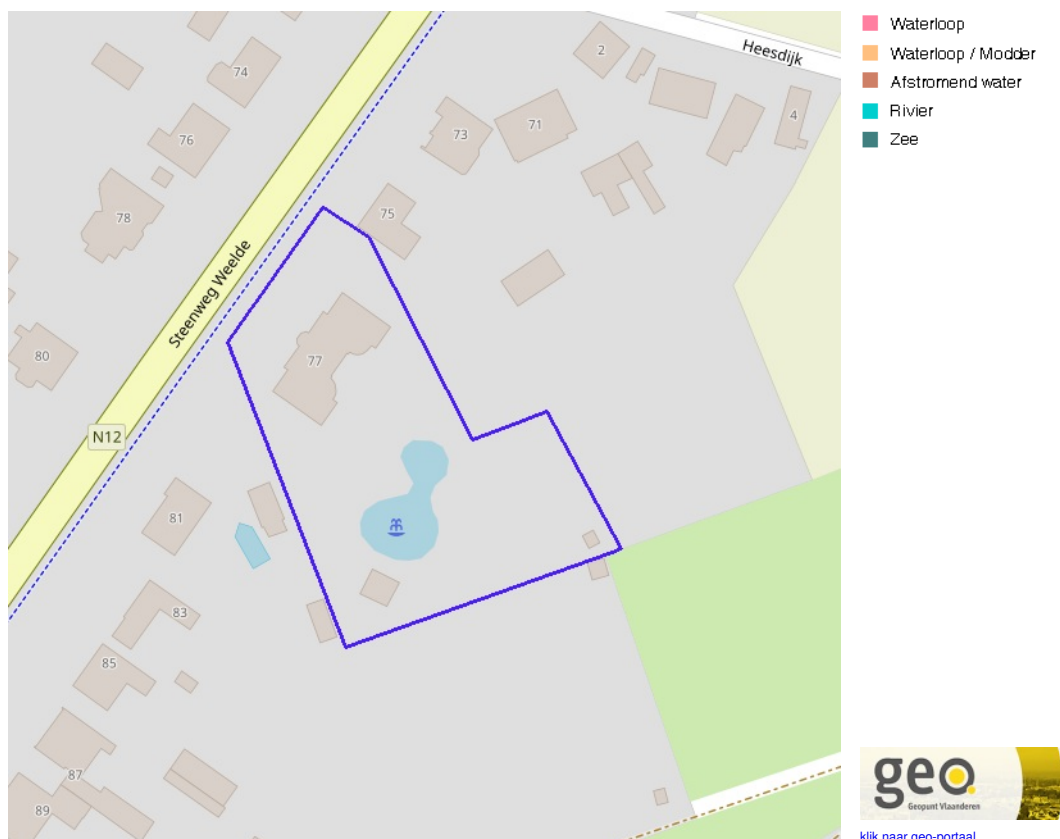 Heesdijk
2
4
74
73
71
76
78
75
Steenweg Weelde
80
77
N12
81
83
85
87
89
Waterloop
Waterloop / Modder
Afstromend water
Rivier
Zee
geo.
Geopunt Vlaanderen
klik naar geo-portaal